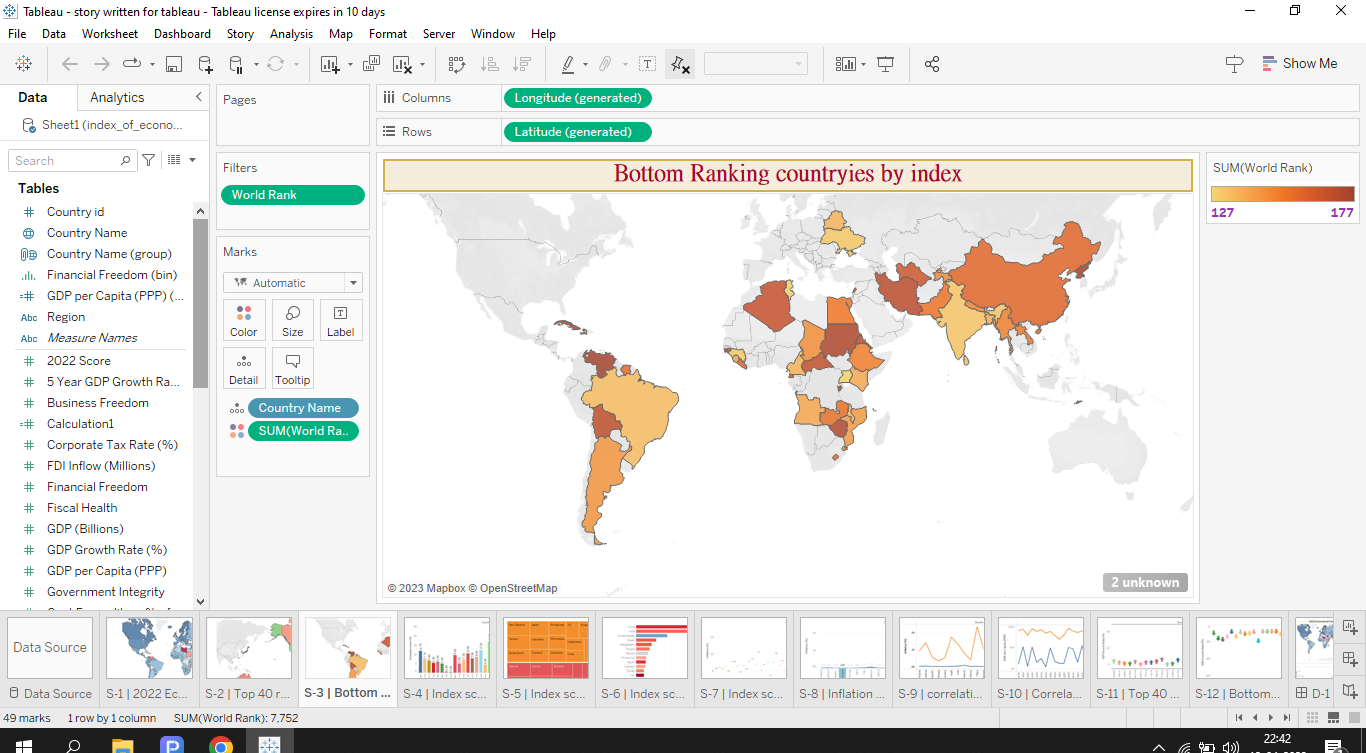 Tableau - story written for tableau - Tableau license expires in 10 days
File Data Worksheet Dashboard Story Analysis Map Format Server Window Help
Show Me
Data Analytics
Sheet1 (index_of_econo...
Search
Tables
Country id
Country Name
Country Name (group)
Financial Freedom (bin)
GDP per Capita (PPP) (...
Abc Region
Abc Measure Names
2022 Score
5 Year GDP Growth Ra...
Business Freedom
Calculation1
Corporate Tax Rate (%)
FDI Inflow (Millions)
Financial Freedom
Fiscal Health
GDP (Billions)
GDP Growth Rate (%)
GDP per Capita (PPP)
Government Integrity
Pages
Filters
World Rank
Marks
Automatic
Color Size Label
Detail Tooltip
Country Name
SUM(World Ra..
Columns Longitude (generated)
Rows Latitude (generated)
Bottom Ranking countryies by index
© 2023 Mapbox © OpenStreetMap
2 unknown
SUM(World Rank)
127 177
Data Source
Data Source S-1 | 2022 Ec... S-2 | Top 40 r... S-3 | Bottom ... S-4 | Index sc... S-5 | Index sc... S-6 | Index sc... S-7 | Index sc... S-8 | Inflation ... S-9 | correlati... S-10 | Correla... S-11 | Top 40 ... S-12 | Bottom... D-1
49 marks 1 row by 1 column SUM(World Rank): 7,752
22:42